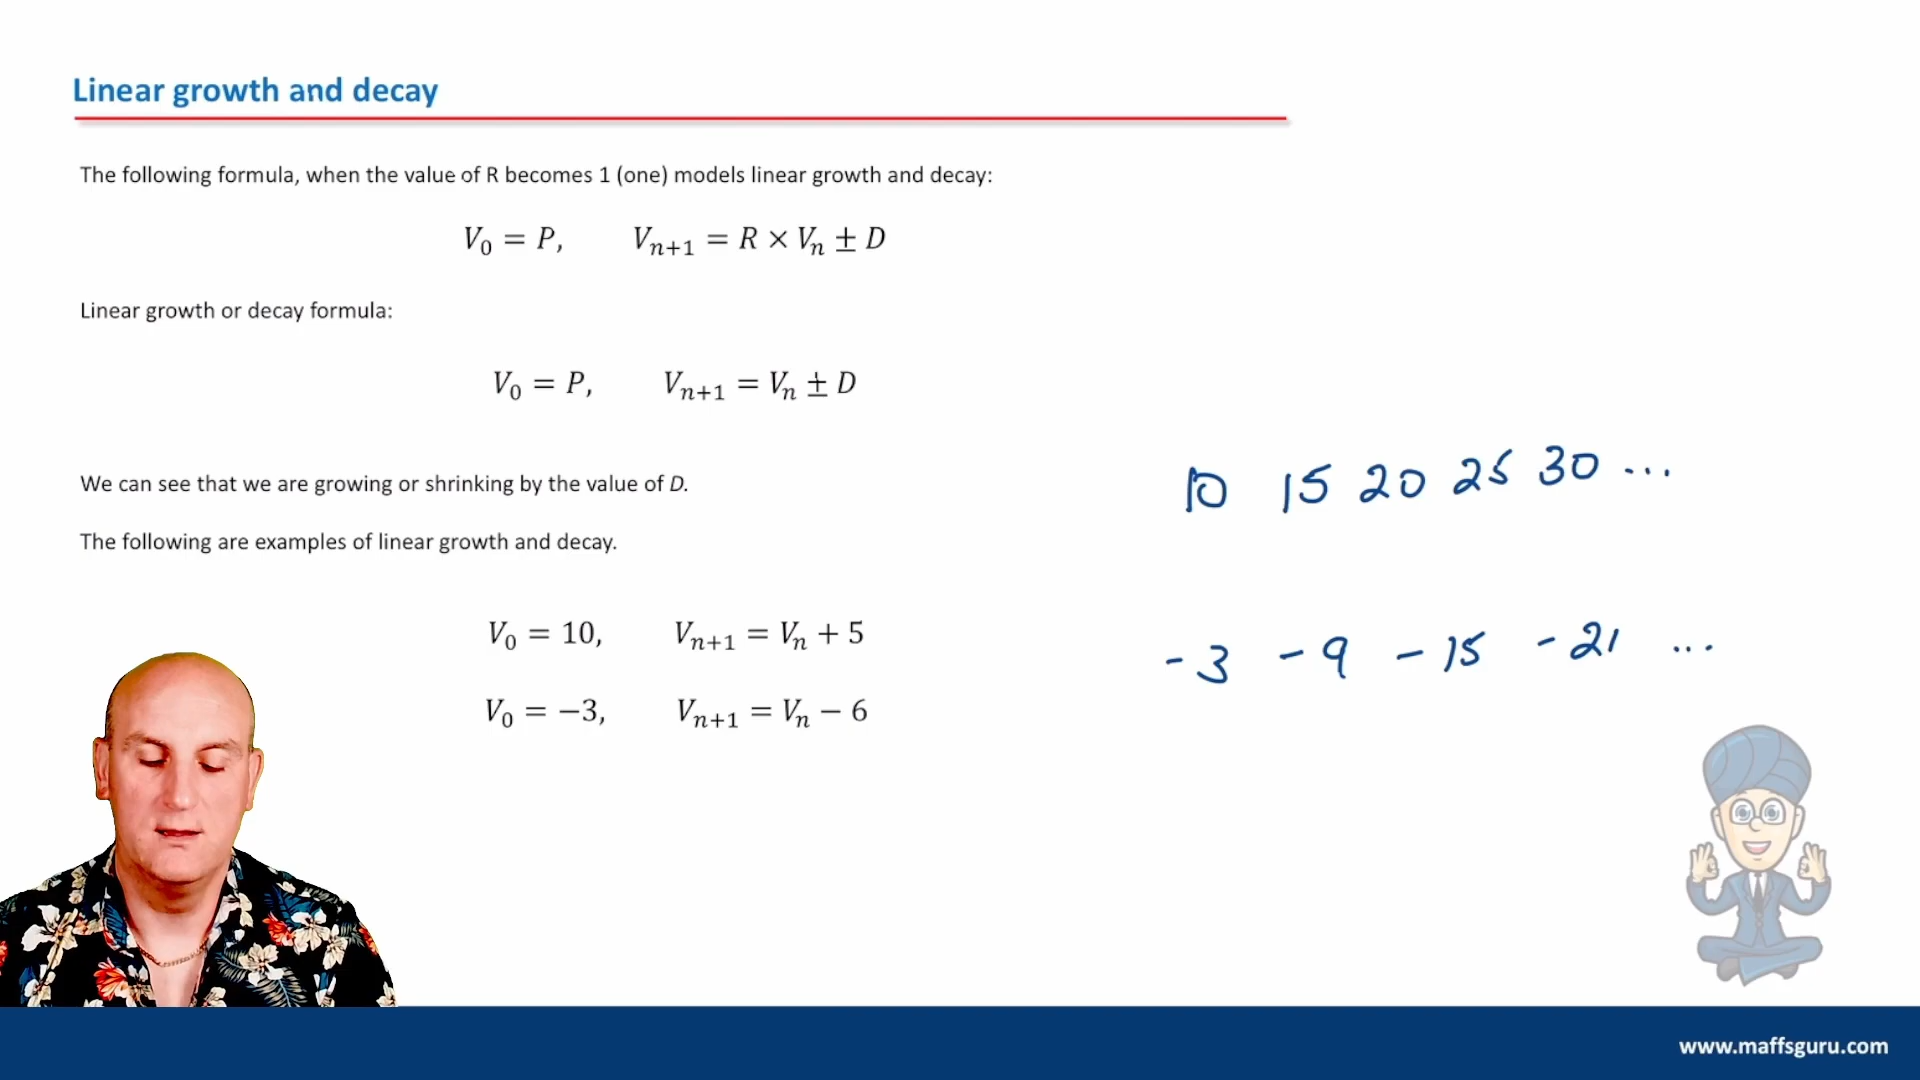 Linear growth and decay
The following formula, when the value of R becomes 1 (one) models linear growth and decay:
V₀ = P, Vₙ₊₁ = R × Vₙ ± D
Linear growth or decay formula:
V₀ = P, Vₙ₊₁ = Vₙ ± D
We can see that we are growing or shrinking by the value of D.
10 15 20 25 30 ...
The following are examples of linear growth and decay.
V₀ = 10, Vₙ₊₁ = Vₙ + 5
-3 -9 -15 -21 ...
V₀ = −3, Vₙ₊₁ = Vₙ − 6
www.maffsguru.com